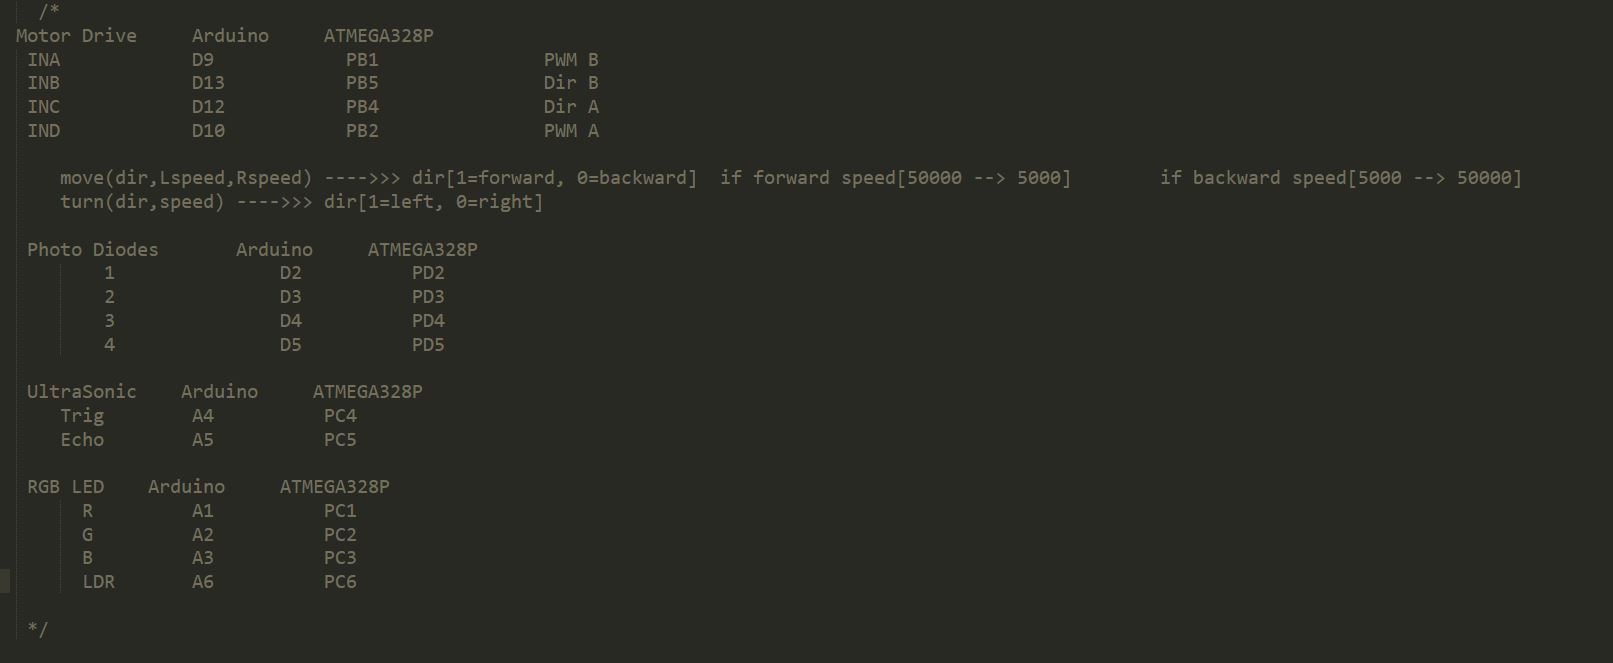 /*
Motor Drive     Arduino     ATMEGA328P
INA            D9            PB1               PWM B
INB            D13           PB5               Dir B
INC            D12           PB4               Dir A
IND            D10           PB2               PWM A
move(dir,Lspeed,Rspeed) ---->>> dir[1=forward, 0=backward]  if forward speed[50000 --> 5000]        if backward speed[5000 --> 50000]
turn(dir,speed) ---->>> dir[1=left, 0=right]
Photo Diodes       Arduino     ATMEGA328P
1               D2          PD2
2               D3          PD3
3               D4          PD4
4               D5          PD5
UltraSonic    Arduino     ATMEGA328P
Trig        A4          PC4
Echo        A5          PC5
RGB LED    Arduino     ATMEGA328P
R         A1          PC1
G         A2          PC2
B         A3          PC3
LDR       A6          PC6
*/